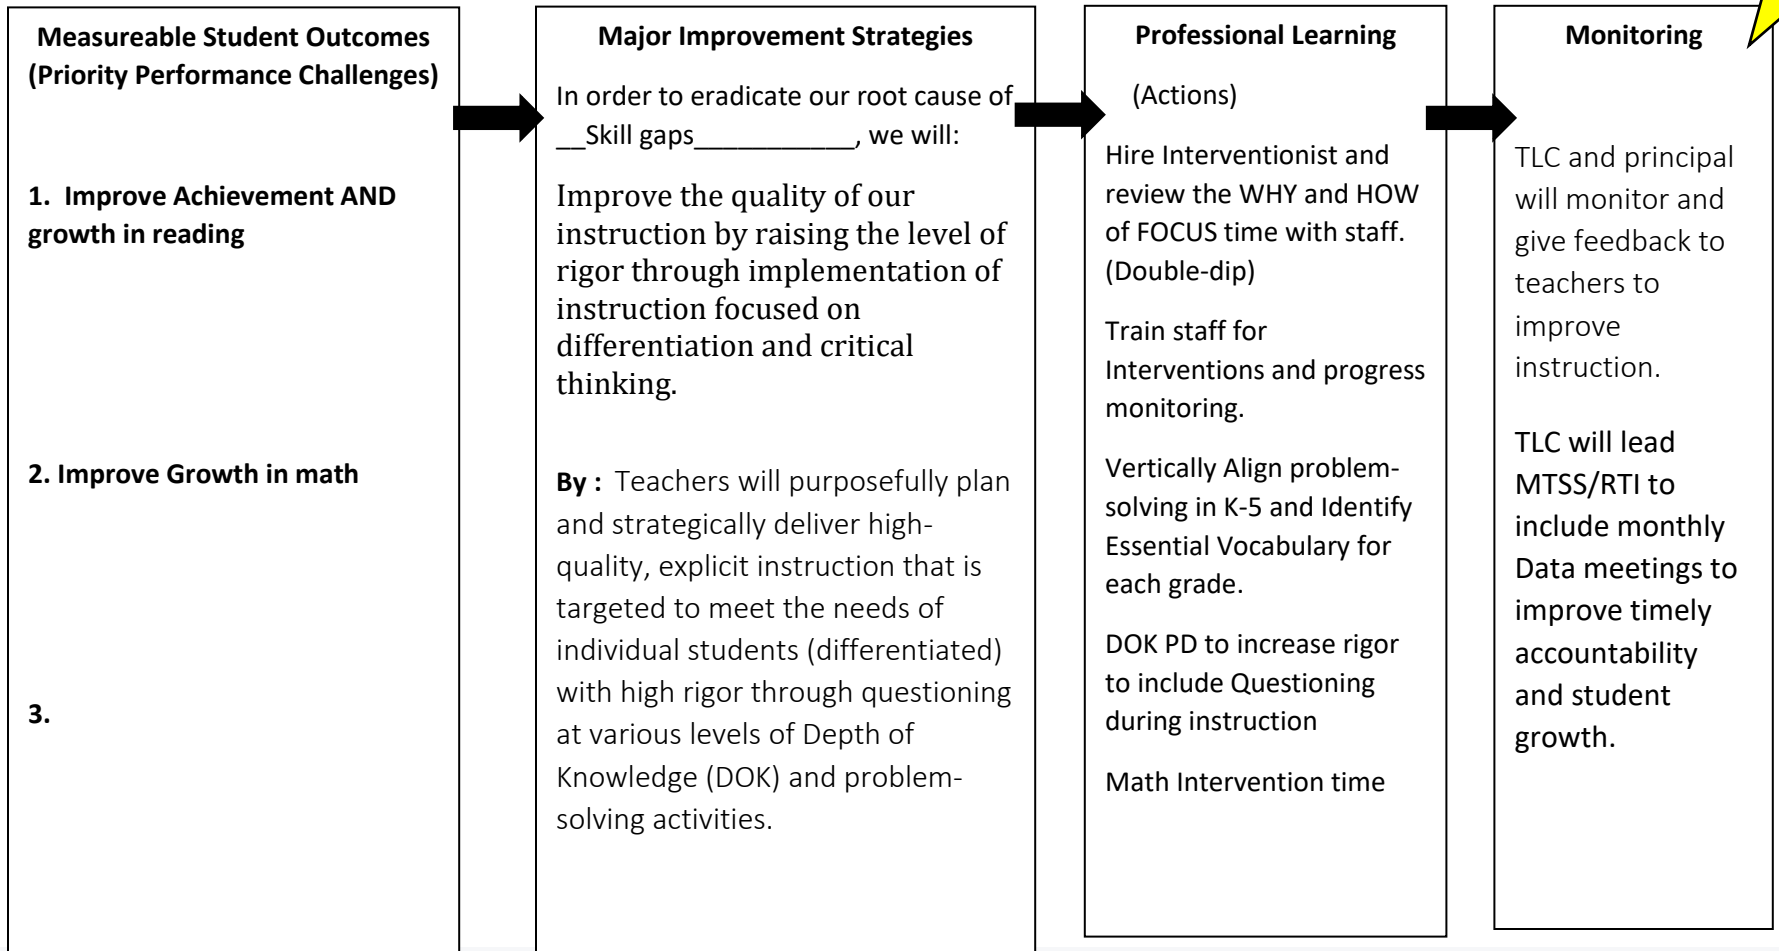 Measureable Student Outcomes
(Priority Performance Challenges)
1.  Improve Achievement AND
growth in reading
2. Improve Growth in math
3.
Major Improvement Strategies
In order to eradicate our root cause of
__Skill gaps___________, we will:
Improve the quality of our
instruction by raising the level of
rigor through implementation of
instruction focused on
differentiation and critical
thinking.
By :  Teachers will purposefully plan
and strategically deliver high-
quality, explicit instruction that is
targeted to meet the needs of
individual students (differentiated)
with high rigor through questioning
at various levels of Depth of
Knowledge (DOK) and problem-
solving activities.
Professional Learning
(Actions)
Hire Interventionist and
review the WHY and HOW
of FOCUS time with staff.
(Double-dip)
Train staff for
Interventions and progress
monitoring.
Vertically Align problem-
solving in K-5 and Identify
Essential Vocabulary for
each grade.
DOK PD to increase rigor
to include Questioning
during instruction
Math Intervention time
Monitoring
TLC and principal
will monitor and
give feedback to
teachers to
improve
instruction.
TLC will lead
MTSS/RTI to
include monthly
Data meetings to
improve timely
accountability
and student
growth.